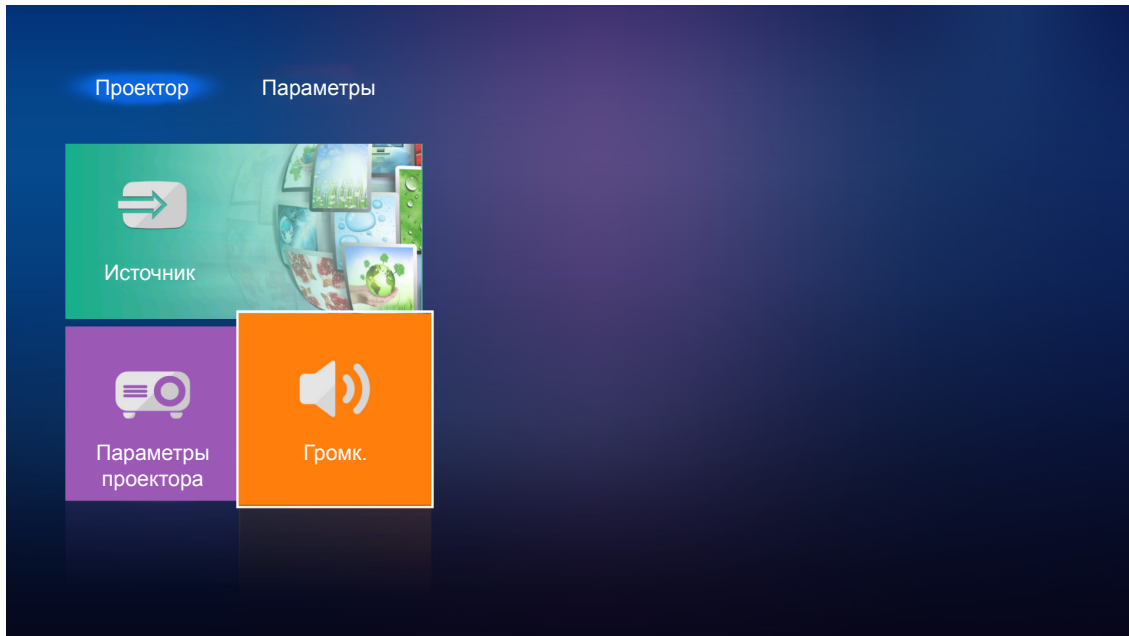 Проектор
Параметры
Источник
Параметры
проектора
Громк.